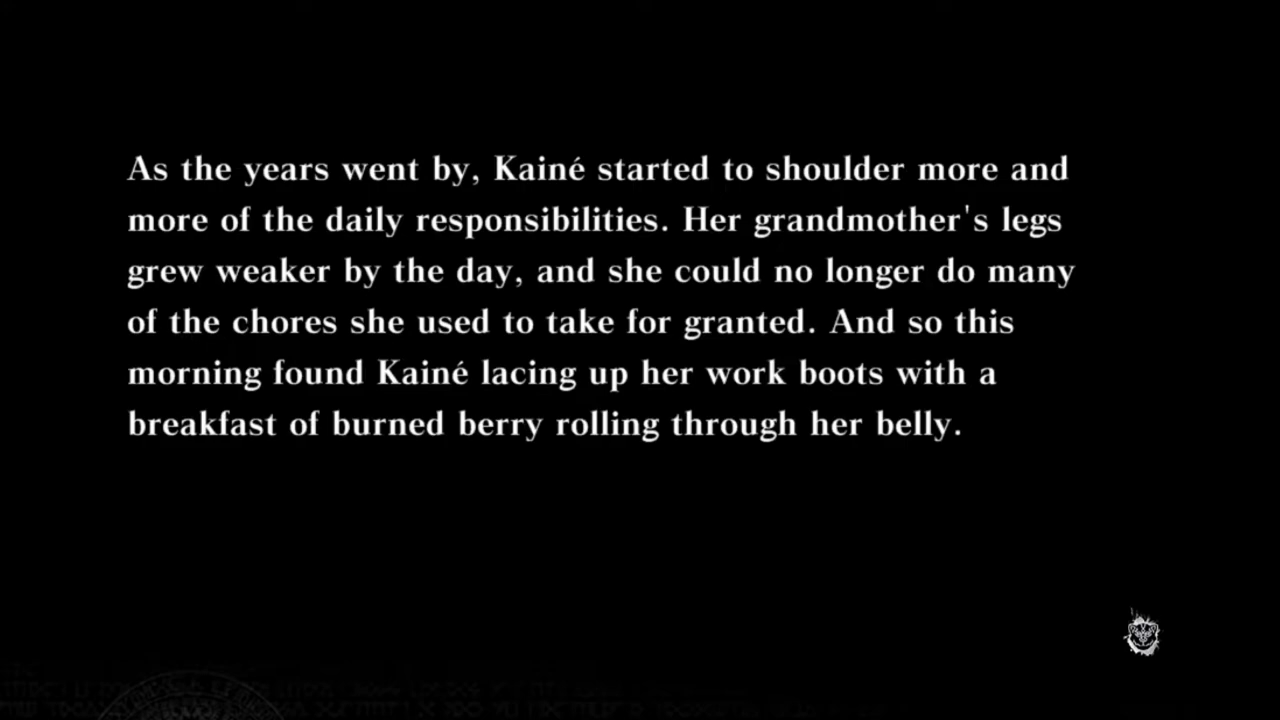 As the years went by, Kainé started to shoulder more and
more of the daily responsibilities. Her grandmother's legs
grew weaker by the day, and she could no longer do many
of the chores she used to take for granted. And so this
morning found Kainé lacing up her work boots with a
breakfast of burned berry rolling through her belly.